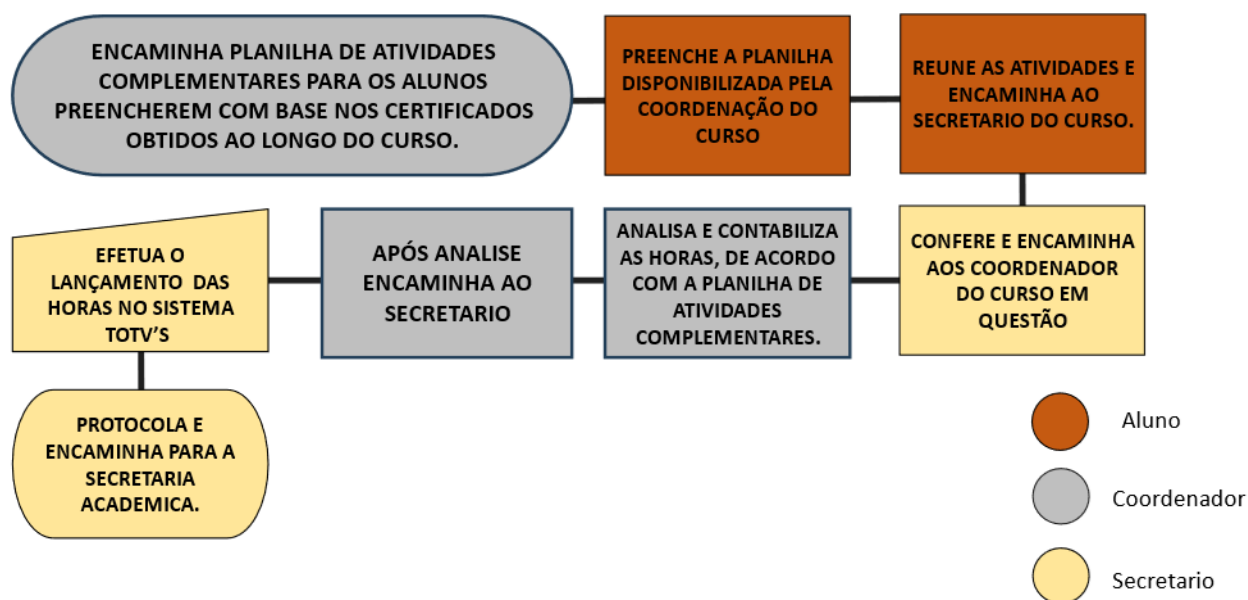 ENCAMINHA PLANILHA DE ATIVIDADES
COMPLEMENTARES PARA OS ALUNOS
PREENCHEREM COM BASE NOS CERTIFICADOS
OBTIDOS AO LONGO DO CURSO.
PREENCHE A PLANILHA
DISPONIBILIZADA PELA
COORDENAÇÃO DO
CURSO
REUNE AS ATIVIDADES E
ENCAMINHA AO
SECRETARIO DO CURSO.
CONFERE E ENCAMINHA
AOS COORDENADOR
DO CURSO EM
QUESTÃO
ANALISA E CONTABILIZA
AS HORAS, DE ACORDO
COM A PLANILHA DE
ATIVIDADES
COMPLEMENTARES.
APÓS ANALISE
ENCAMINHA AO
SECRETARIO
EFETUA O
LANÇAMENTO DAS
HORAS NO SISTEMA
TOTV'S
PROTOCOLA E
ENCAMINHA PARA A
SECRETARIA
ACADEMICA.
Aluno
Coordenador
Secretario